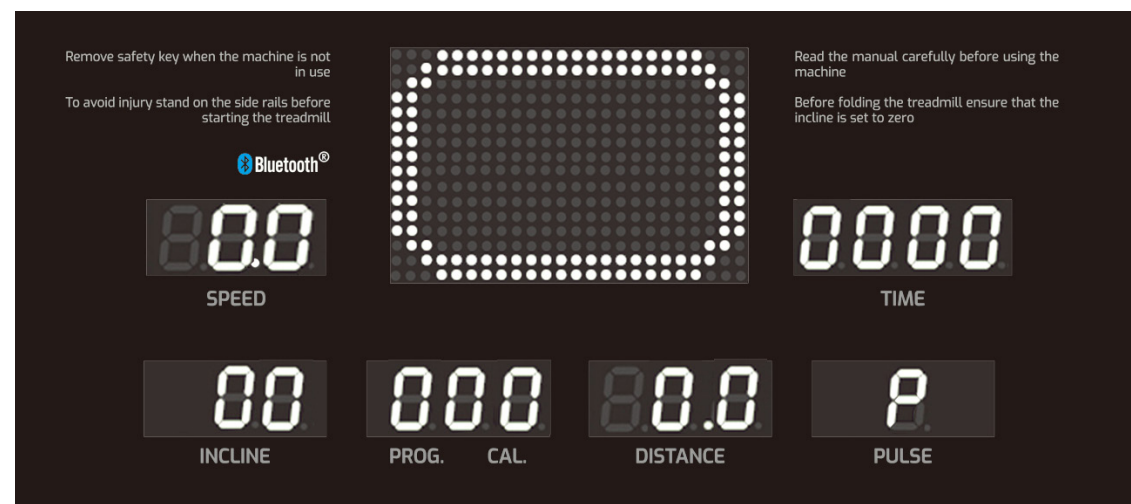 Remove safety key when the machine is not
in use
To avoid injury stand on the side rails before
starting the treadmill
Bluetooth®
Read the manual carefully before using the
machine
Before folding the treadmill ensure that the
incline is set to zero
0.0
SPEED
0000
TIME
00
INCLINE
000
PROG. CAL.
0.0
DISTANCE
P
PULSE